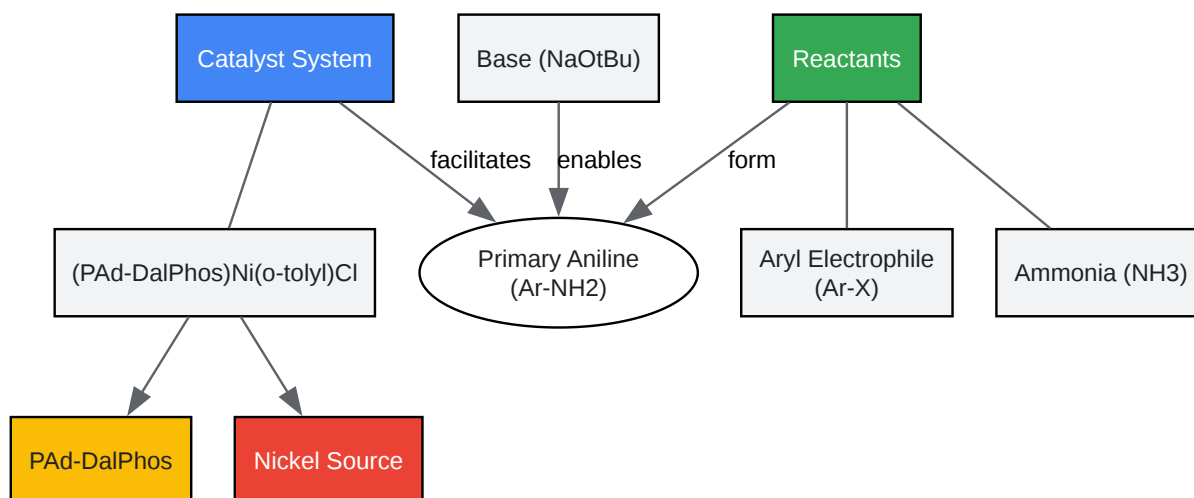 Catalyst System
Base (NaOtBu)
Reactants
facilitates
enables
form
(PAd-DalPhos)Ni(o-tolyl)Cl
Primary Aniline
(Ar-NH2)
Aryl Electrophile
(Ar-X)
Ammonia (NH3)
PAd-DalPhos
Nickel Source